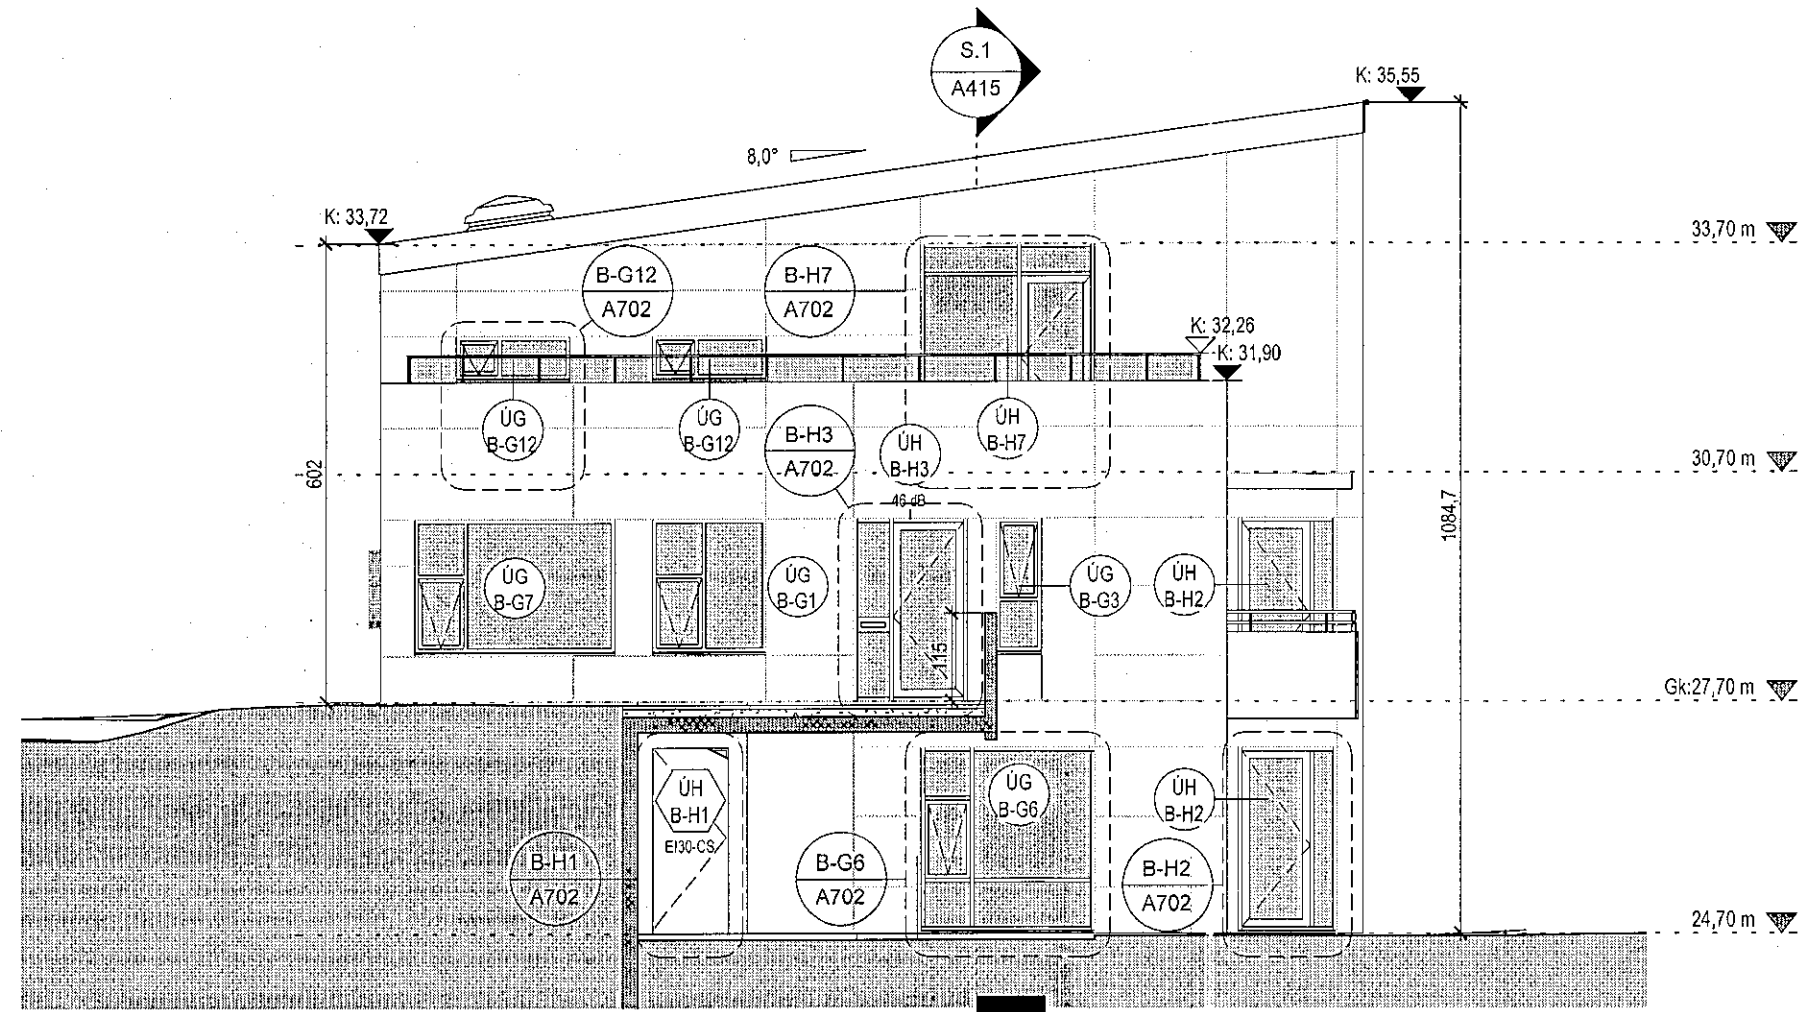 S.1
A415
K: 35,55
8,0°
K: 33,72
33,70 m
B-G12
A702
B-H7
A702
K: 32,26
K: 31,90
ÚG
B-G12
ÚG
B-G12
B-H3
A702
ÚH
B-H3
ÚH
B-H7
30,70 m
602
46 dB
1084,7
ÚG
B-G7
ÚG
B-G1
ÚG
B-G3
ÚH
B-H2
115
Gk:27,70 m
ÚH
B-H1
EI30-CS
ÚG
B-G6
ÚH
B-H2
B-H1
A702
B-G6
A702
B-H2
A702
24,70 m